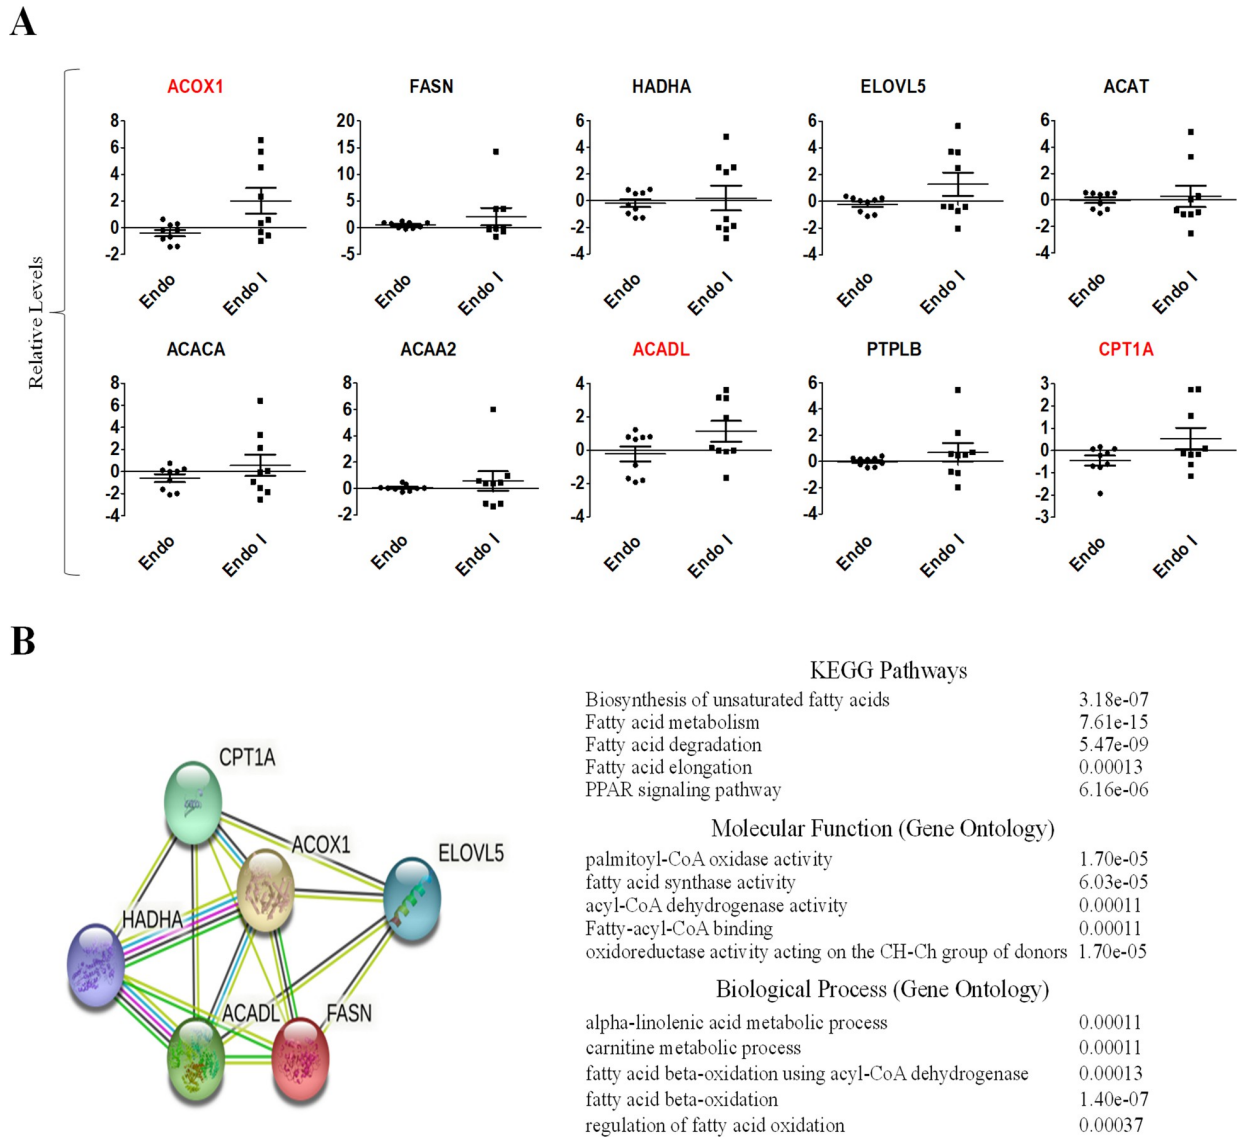 A
Relative Levels
ACOX1
8
6
4
2
0
-2
Endo
Endo I
FASN
20
15
10
5
0
-5
Endo
Endo I
HADHA
6
4
2
0
-2
-4
Endo
Endo I
ELOVL5
6
4
2
0
-2
-4
Endo
Endo I
ACAT
6
4
2
0
-2
-4
Endo
Endo I
ACACA
8
6
4
2
0
-2
-4
Endo
Endo I
ACAA2
8
6
4
2
0
-2
Endo
Endo I
ACADL
4
2
0
-2
-4
Endo
Endo I
PTPLB
6
4
2
0
-2
-4
Endo
Endo I
CPT1A
3
2
1
0
-1
-2
-3
Endo
Endo I
B
CPT1A
ACOX1
ELOVL5
HADHA
ACADL
FASN
KEGG Pathways
Biosynthesis of unsaturated fatty acids 3.18e-07
Fatty acid metabolism 7.61e-15
Fatty acid degradation 5.47e-09
Fatty acid elongation 0.00013
PPAR signaling pathway 6.16e-06
Molecular Function (Gene Ontology)
palmitoyl-CoA oxidase activity 1.70e-05
fatty acid synthase activity 6.03e-05
acyl-CoA dehydrogenase activity 0.00011
Fatty-acyl-CoA binding 0.00011
oxidoreductase activity acting on the CH-Ch group of donors 1.70e-05
Biological Process (Gene Ontology)
alpha-linolenic acid metabolic process 0.00011
carnitine metabolic process 0.00011
fatty acid beta-oxidation using acyl-CoA dehydrogenase 0.00013
fatty acid beta-oxidation 1.40e-07
regulation of fatty acid oxidation 0.00037